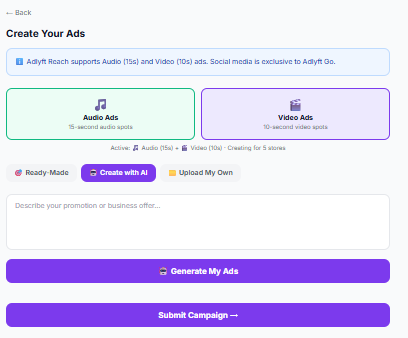 ← Back
Create Your Ads
Adlyft Reach supports Audio (15s) and Video (10s) ads. Social media is exclusive to Adlyft Go.
Audio Ads
15-second audio spots
Video Ads
10-second video spots
Active: 🎵 Audio (15s) + 🎬 Video (10s) · Creating for 5 stores
Ready-Made
Create with AI
Upload My Own
Describe your promotion or business offer...
Generate My Ads
Submit Campaign →